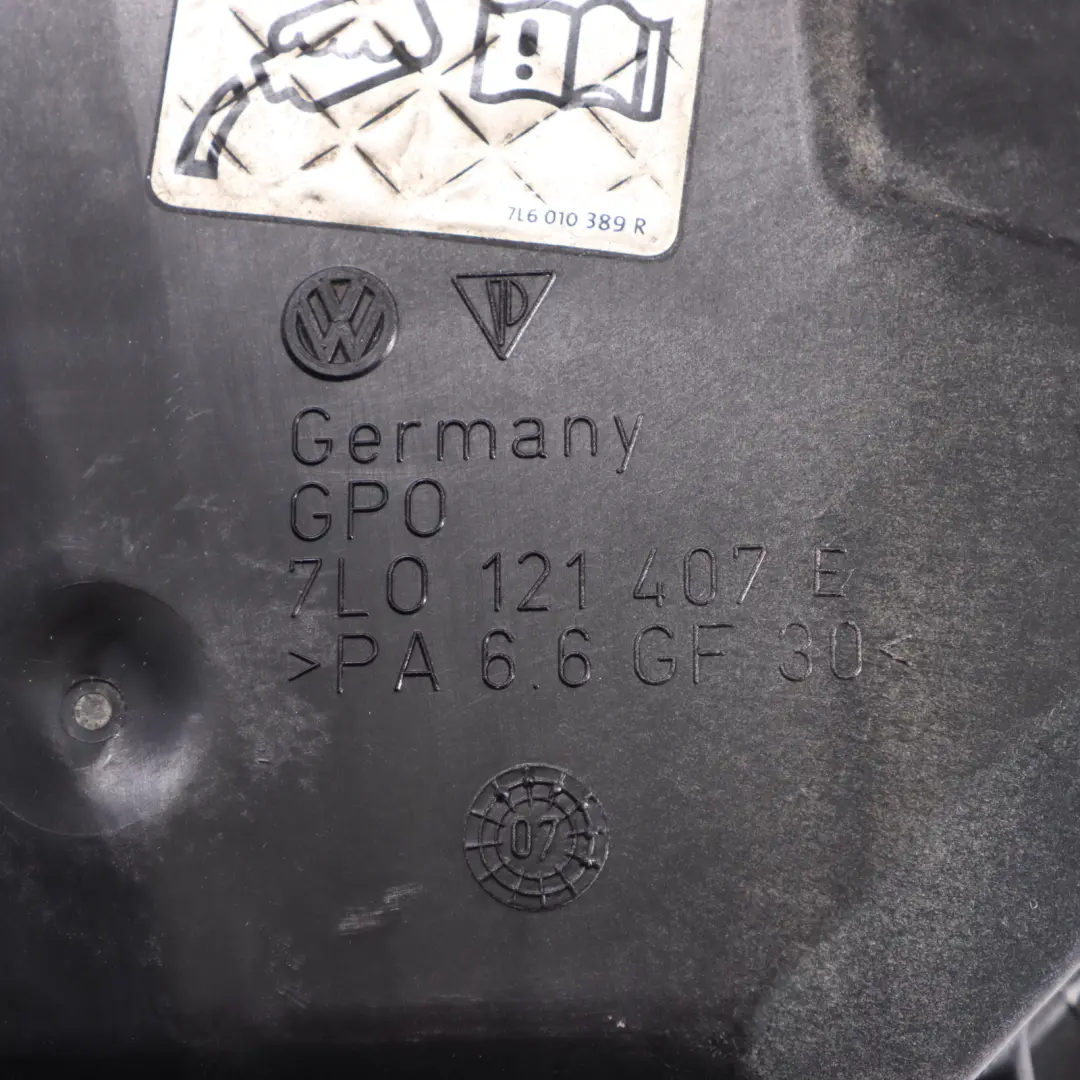 7L6 010 389 R
Germany
GPO
7L0 121 407 E
>PA 6.6 GF 30<
07